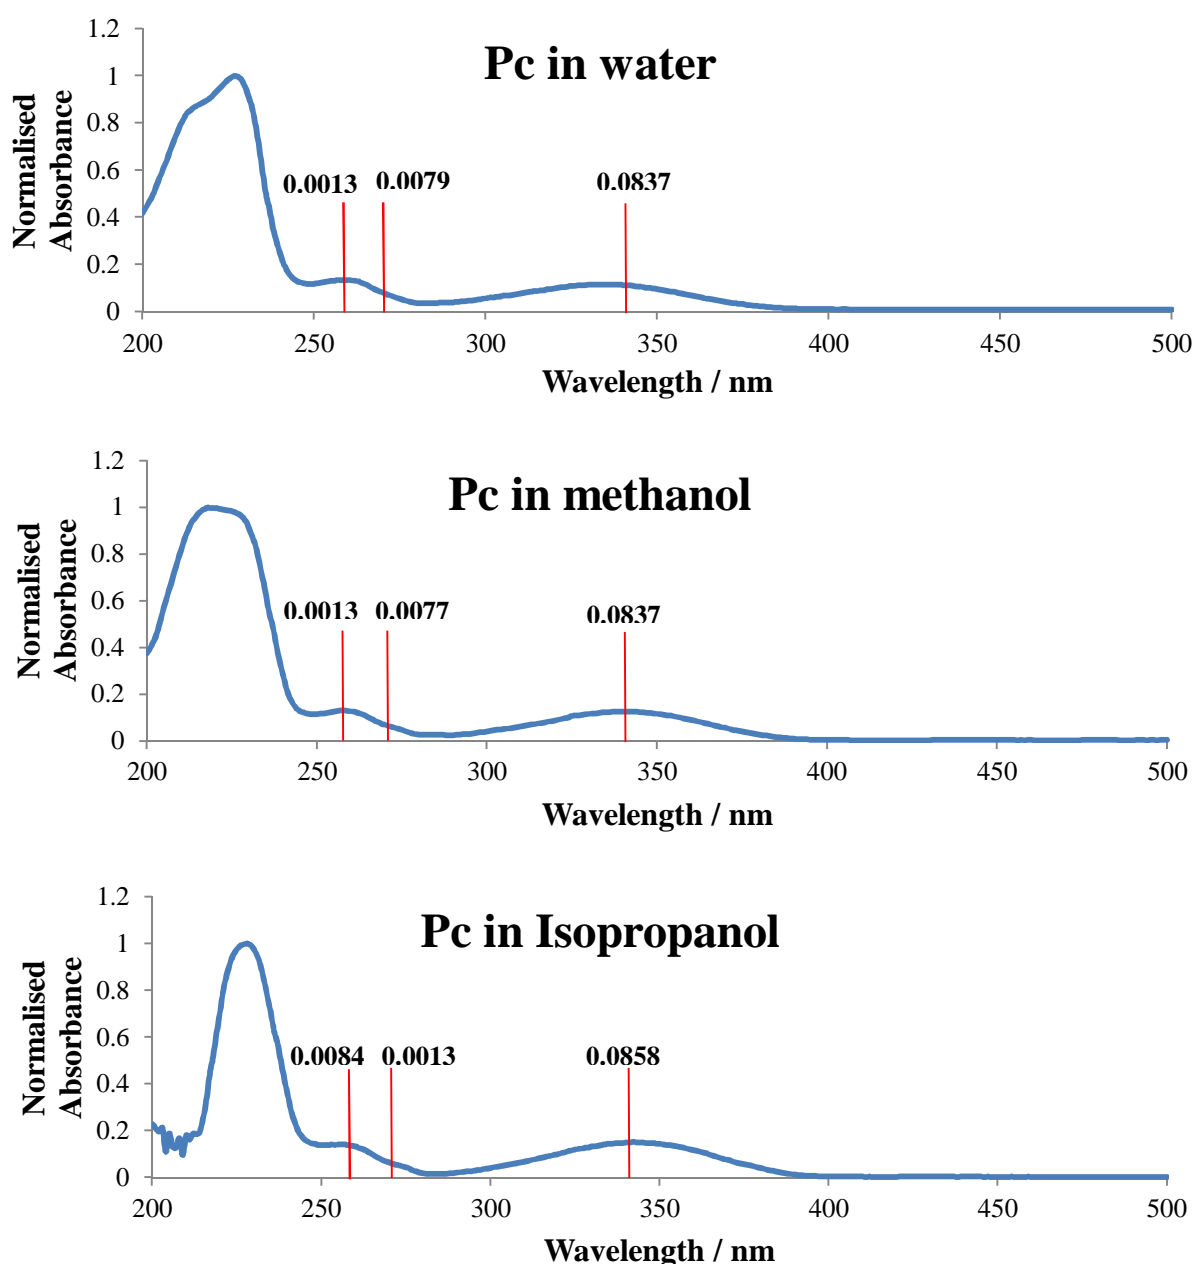 Pc in water
Normalised
Absorbance
1.2
1
0.8
0.6
0.4
0.2
0
0.0013 0.0079 0.0837
200 250 300 350 400 450 500
Wavelength / nm
Pc in methanol
Normalised
Absorbance
1.2
1
0.8
0.6
0.4
0.2
0
0.0013 0.0077 0.0837
200 250 300 350 400 450 500
Wavelength / nm
Pc in Isopropanol
Normalised
Absorbance
1.2
1
0.8
0.6
0.4
0.2
0
0.0084 0.0013 0.0858
200 250 300 350 400 450 500
Wavelength / nm